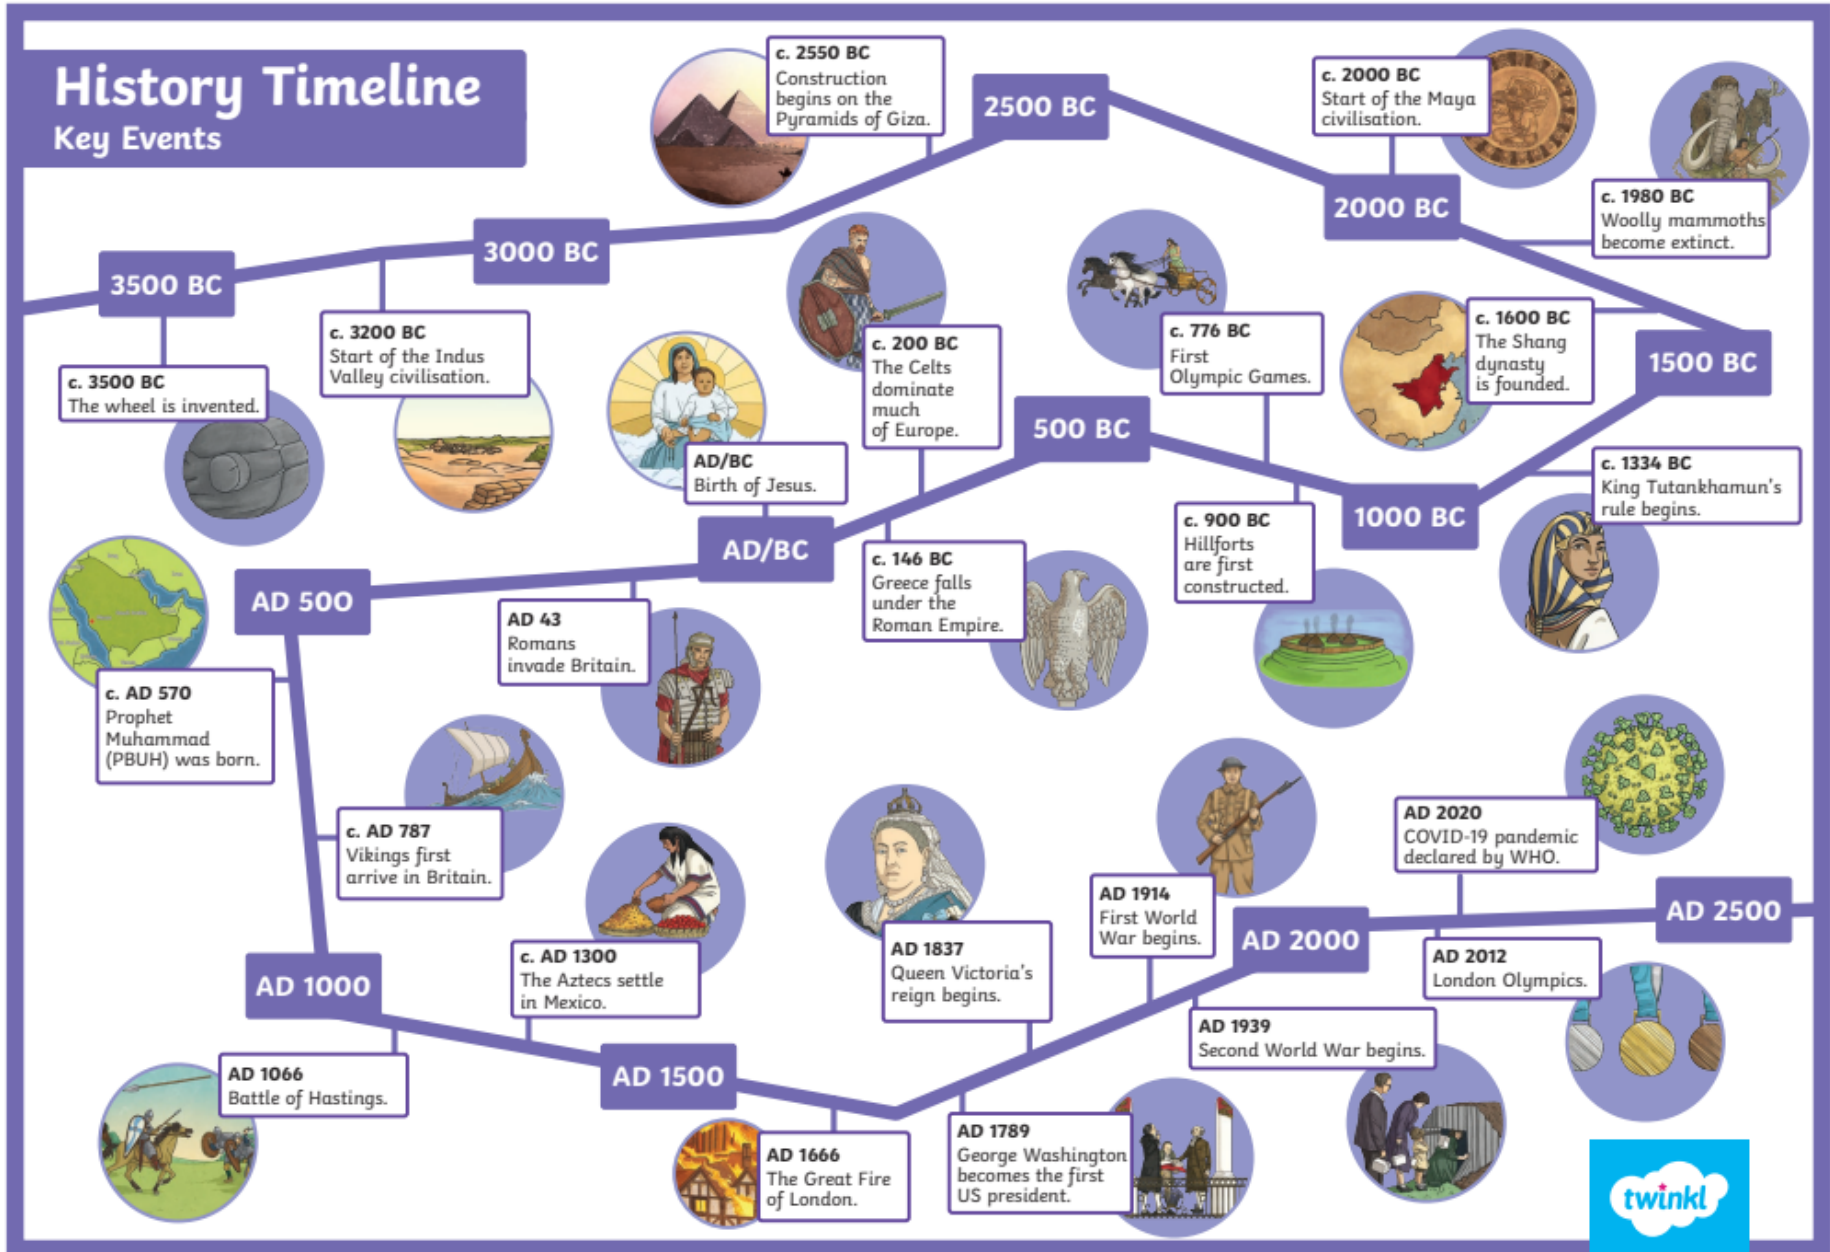 History Timeline
Key Events
3500 BC
c. 3500 BC
The wheel is invented.
c. 3200 BC
Start of the Indus
Valley civilisation.
3000 BC
c. 2550 BC
Construction
begins on the
Pyramids of Giza.
2500 BC
c. 2000 BC
Start of the Maya
civilisation.
2000 BC
c. 1980 BC
Woolly mammoths
become extinct.
c. 1600 BC
The Shang
dynasty
is founded.
1500 BC
c. 1334 BC
King Tutankhamun's
rule begins.
1000 BC
c. 900 BC
Hillforts
are first
constructed.
c. 776 BC
First
Olympic Games.
500 BC
c. 200 BC
The Celts
dominate
much
of Europe.
c. 146 BC
Greece falls
under the
Roman Empire.
AD/BC
Birth of Jesus.
AD/BC
AD 43
Romans
invade Britain.
AD 500
c. AD 570
Prophet
Muhammad
(PBUH) was born.
c. AD 787
Vikings first
arrive in Britain.
AD 1000
AD 1066
Battle of Hastings.
c. AD 1300
The Aztecs settle
in Mexico.
AD 1500
AD 1666
The Great Fire
of London.
AD 1789
George Washington
becomes the first
US president.
AD 1837
Queen Victoria's
reign begins.
AD 1914
First World
War begins.
AD 1939
Second World War begins.
AD 2000
AD 2012
London Olympics.
AD 2020
COVID-19 pandemic
declared by WHO.
AD 2500
twinkl